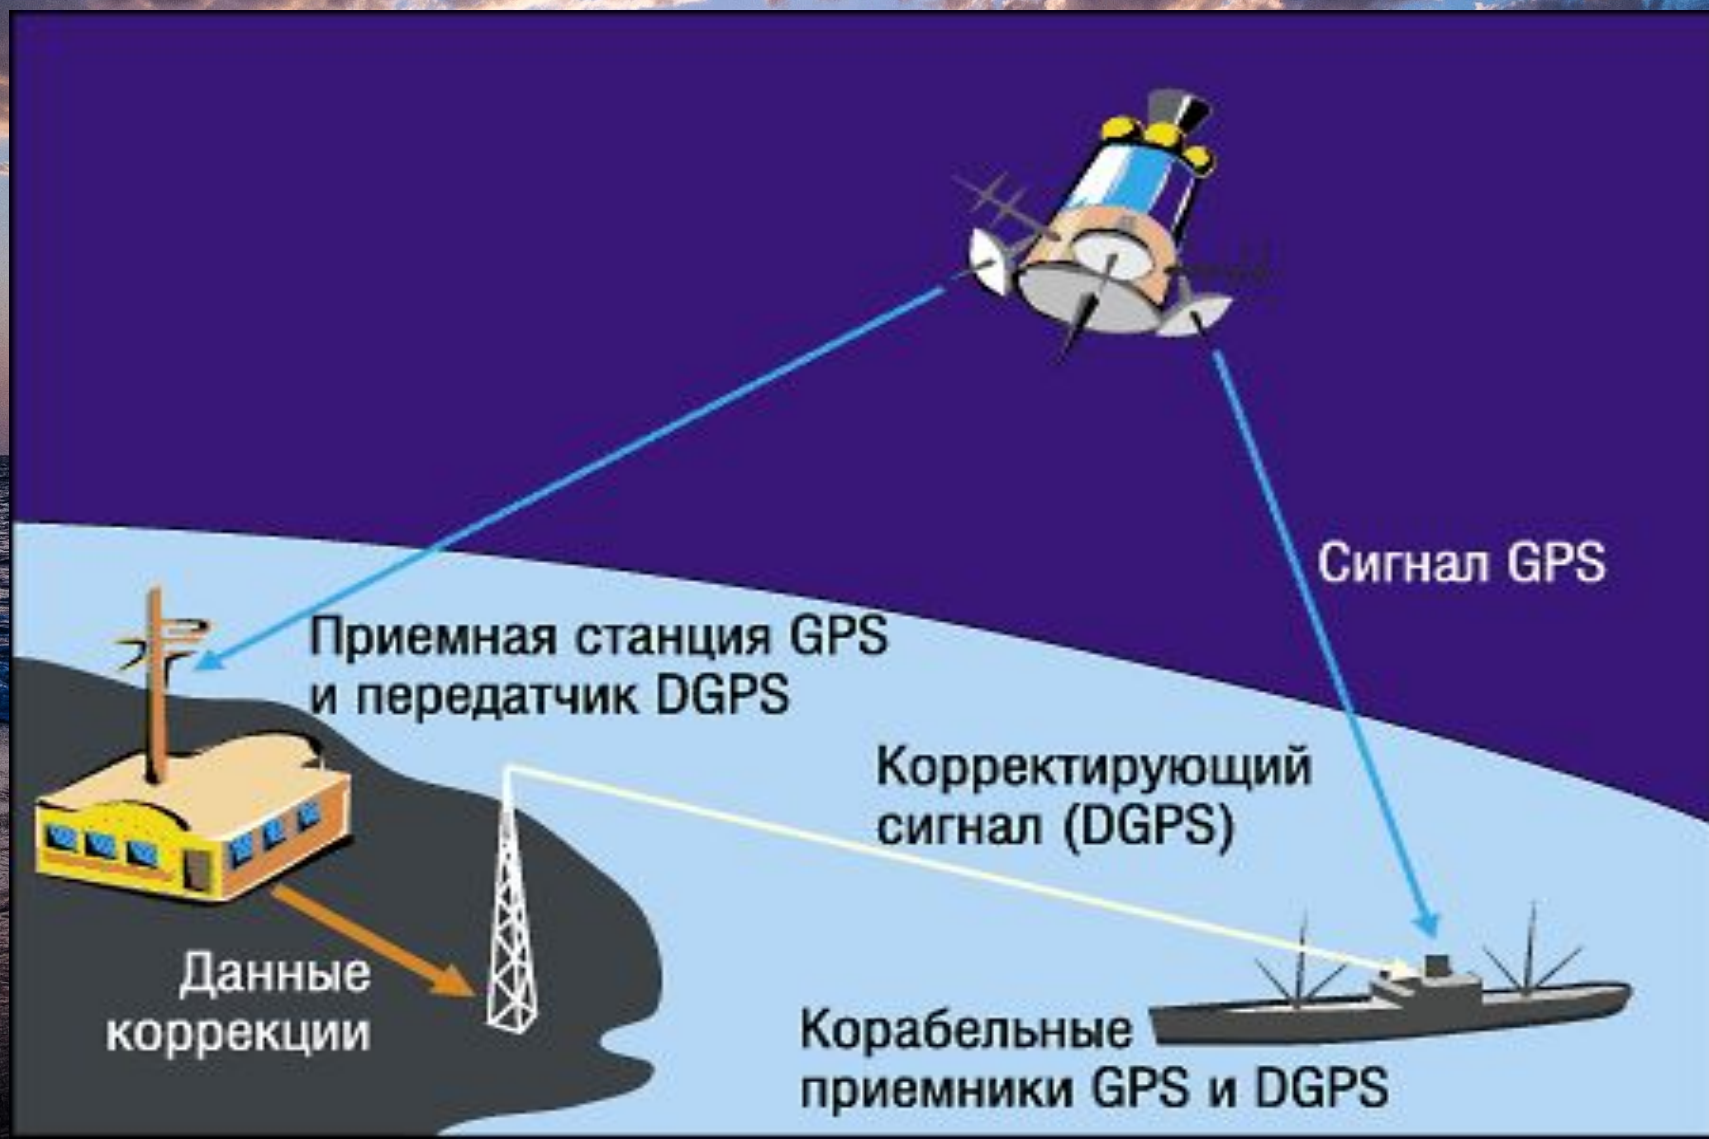 Сигнал GPS
Приемная станция GPS
и передатчик DGPS
Корректирующий
сигнал (DGPS)
Данные
коррекции
Корабельные
приемники GPS и DGPS